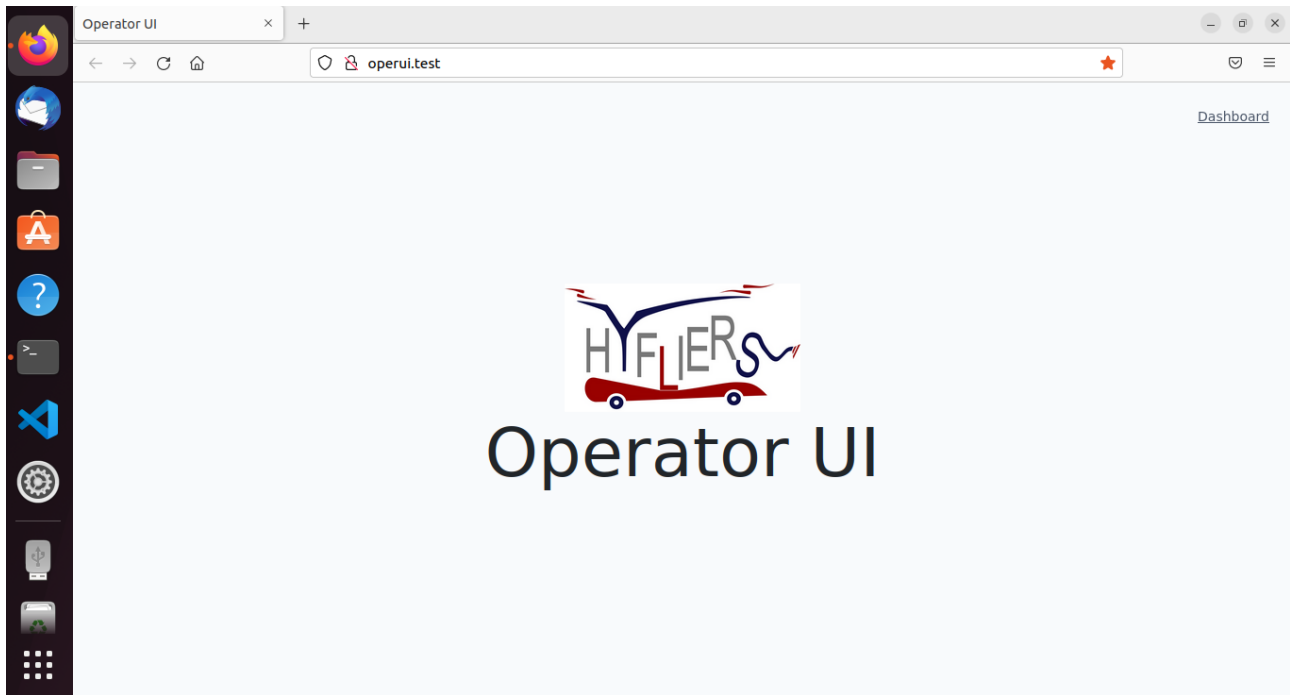 Operator UI
operui.test
Dashboard
HYFLIERS
Operator UI